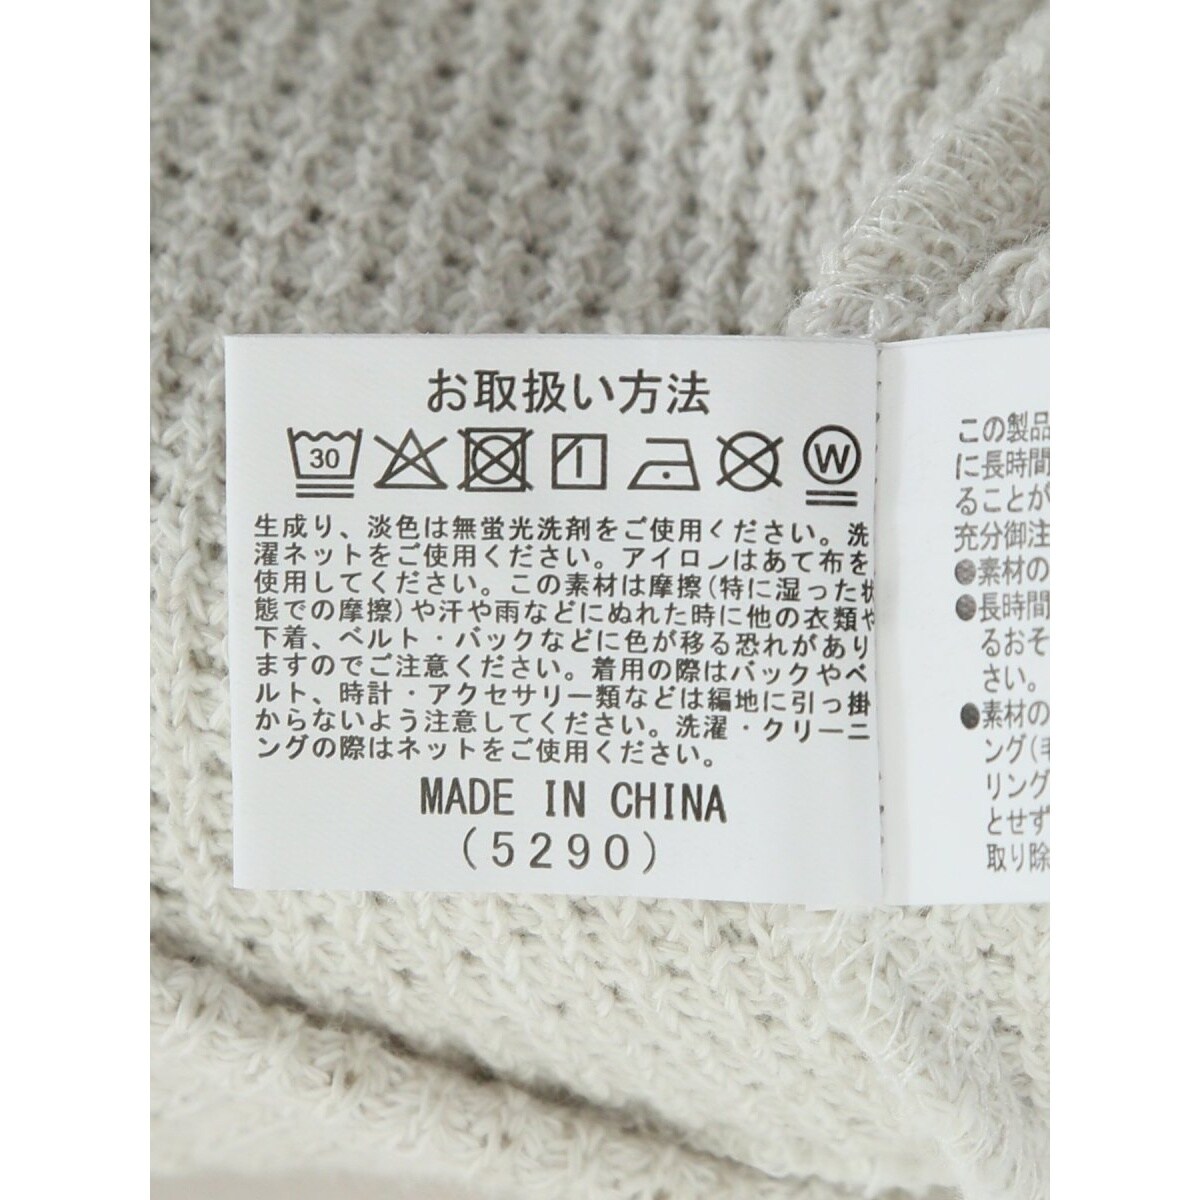 お取扱い方法
30
W
生成り、淡色は無蛍光洗剤をご使用ください。洗
濯ネットをご使用ください。アイロンはあて布を
使用してください。この素材は摩擦(特に湿った状
態での摩擦)や汗や雨などにぬれた時に他の衣類や
下着、ベルト・バックなどに色が移る恐れがあり
ますのでご注意ください。着用の際はバックやベ
ルト、時計・アクセサリー類などは編地に引っ掛
からないよう注意してください。洗濯・クリーニ
ングの際はネットをご使用ください。
MADE IN CHINA
(5290)
この製品
に長時間
ることが
充分御注
●素材の
●長時間
るおそ
さい。
●素材の
ング(毛
リング
とせず
取り除